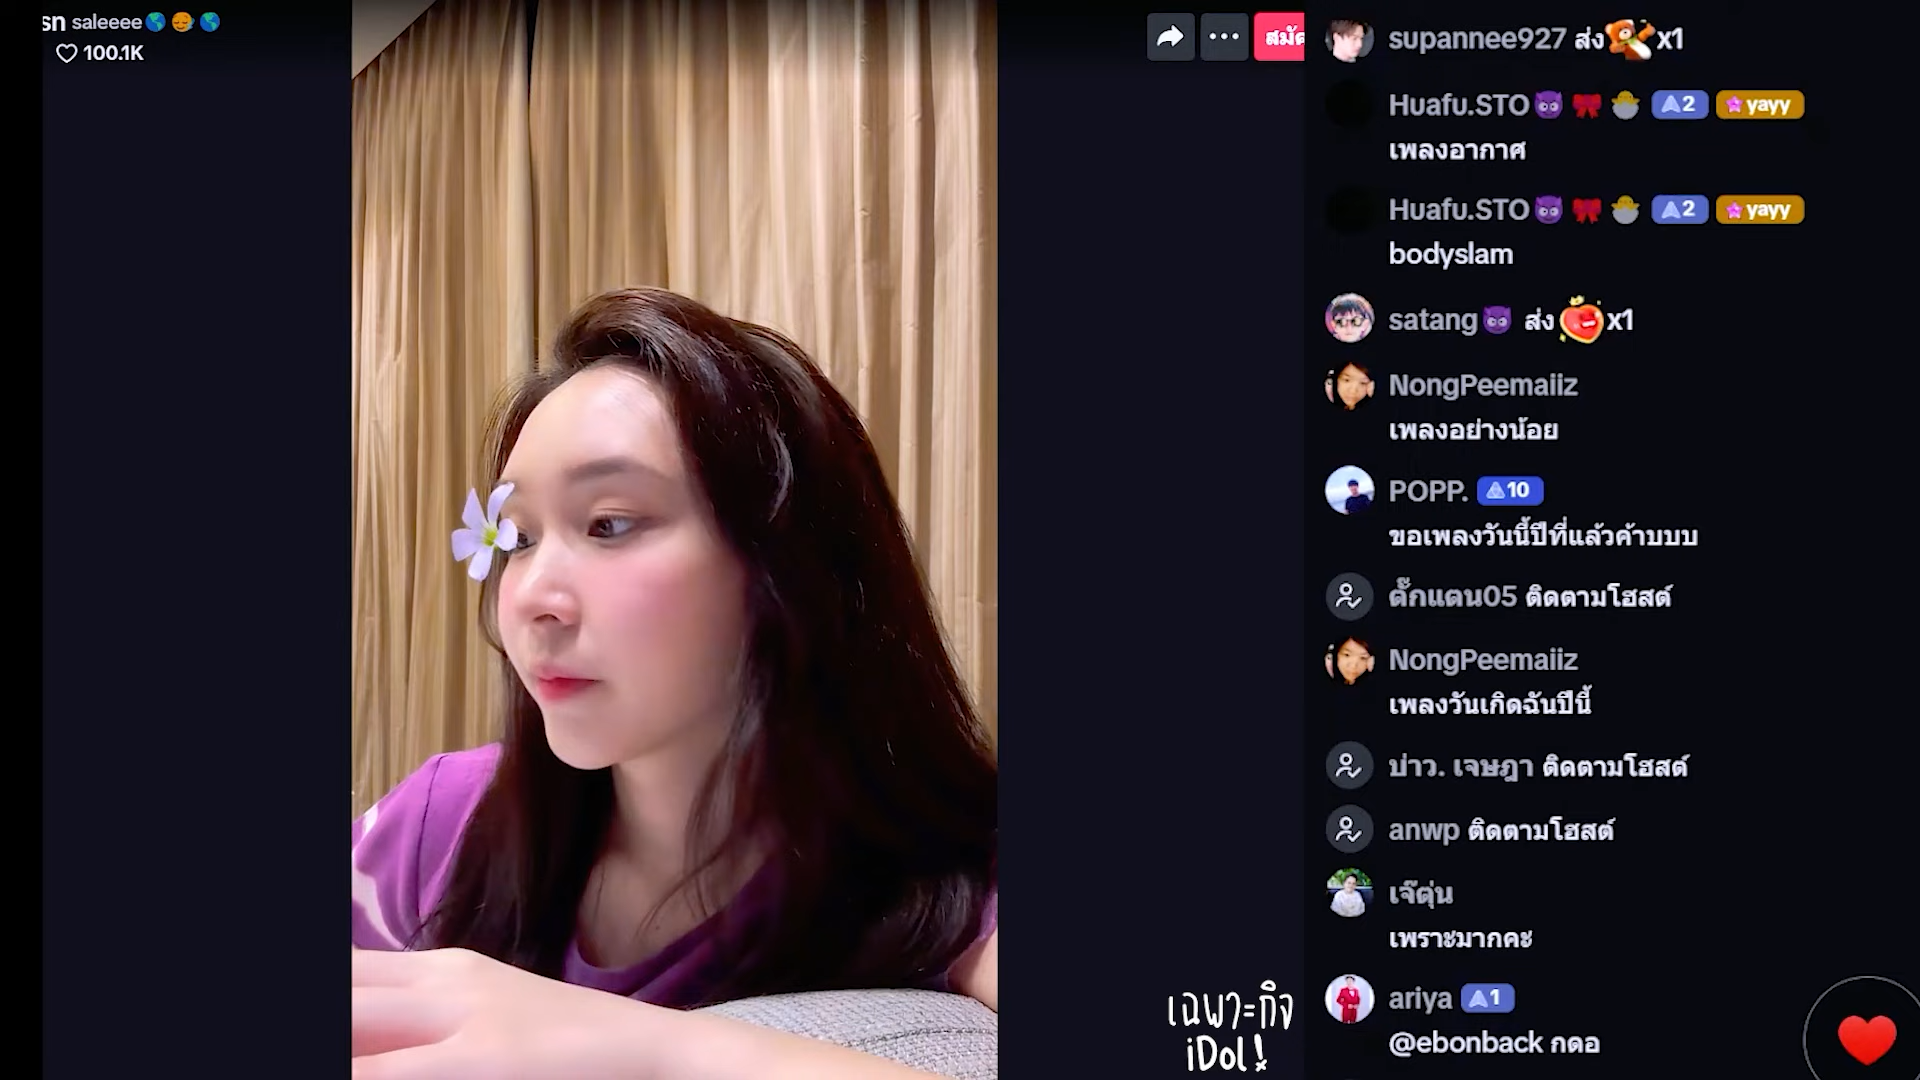 sn saleeee
100.1K
สมัค
supannee927 ส่ง x1
Huafu.STO 2 yayy
เพลงอากาศ
Huafu.STO 2 yayy
bodyslam
satang ส่ง x1
NongPeemaiiz
เพลงอย่างน้อย
POPP. 10
ขอเพลงวันนี้ปีที่แล้วค้าบบบ
ตั๊กแตน05 ติดตามโฮสต์
NongPeemaiiz
เพลงวันเกิดฉันปีนี้
บ่าว. เจษฎา ติดตามโฮสต์
anwp ติดตามโฮสต์
เจ๊ตุ่น
เพราะมากคะ
ariya 1
@ebonback กดอ
เฉพาะกิจ
iDol!